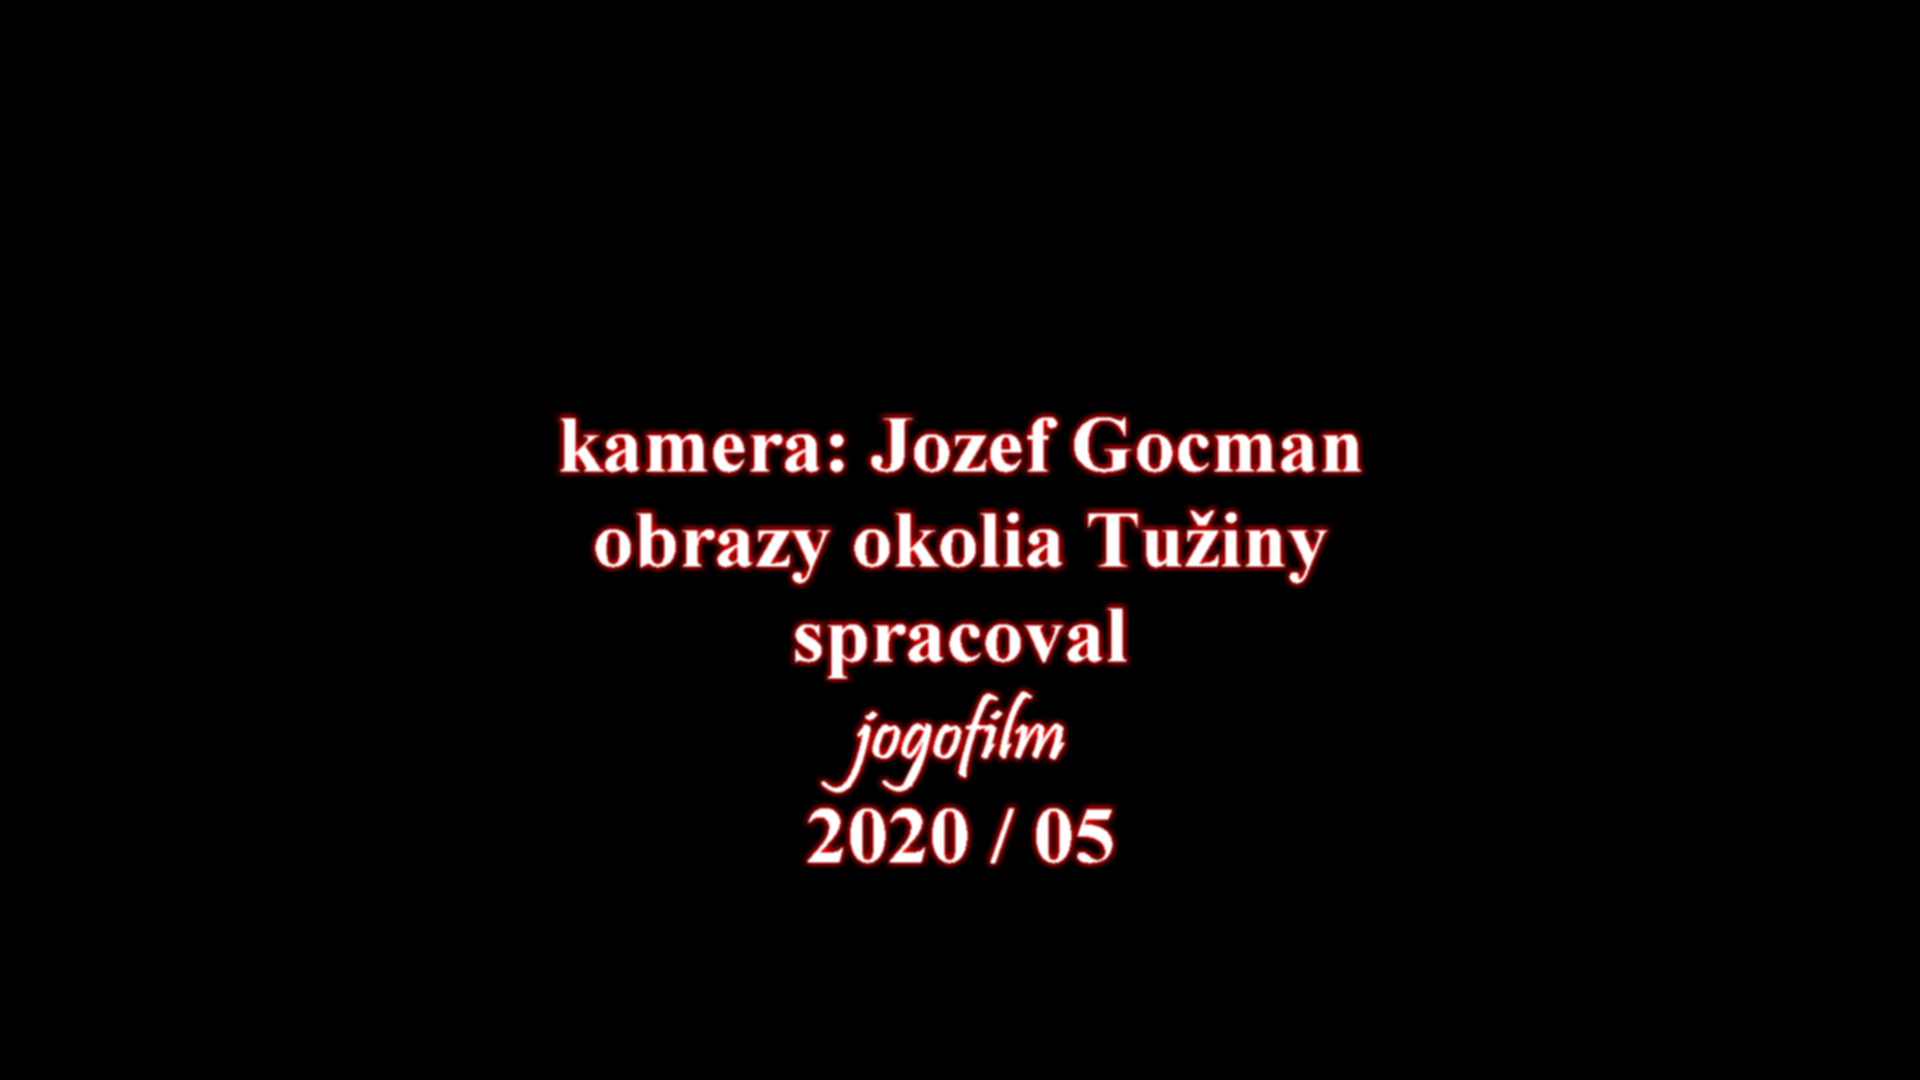 kamera: Jozef Gocman
obrazy okolia Tužiny
spracoval
jogofilm
2020 / 05